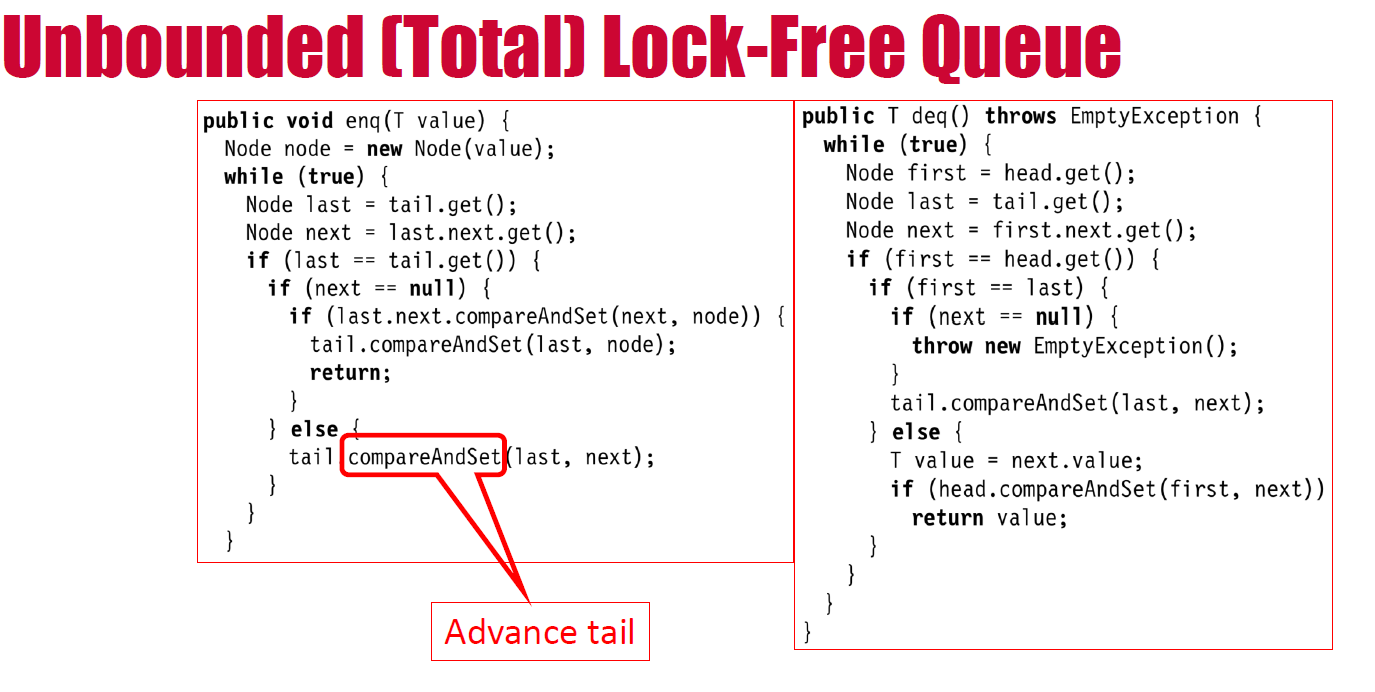 Unbounded (Total) Lock-Free Queue
public void enq(T value) {
Node node = new Node(value);
while (true) {
Node last = tail.get();
Node next = last.next.get();
if (last == tail.get()) {
if (next == null) {
if (last.next.compareAndSet(next, node)) {
tail.compareAndSet(last, node);
return;
}
} else {
tail.compareAndSet(last, next);
}
}
}
Advance tail
public T deq() throws EmptyException {
while (true) {
Node first = head.get();
Node last = tail.get();
Node next = first.next.get();
if (first == head.get()) {
if (first == last) {
if (next == null) {
throw new EmptyException();
}
tail.compareAndSet(last, next);
} else {
T value = next.value;
if (head.compareAndSet(first, next))
return value;
}
}
}
}